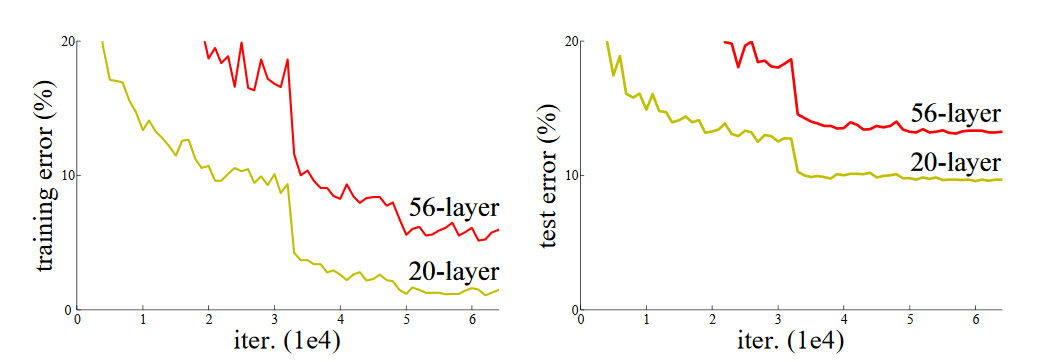 20
10
0
training error (%)
56-layer
20-layer
0 1 2 3 4 5 6
iter. (1e4)
20
10
0
test error (%)
56-layer
20-layer
0 1 2 3 4 5 6
iter. (1e4)